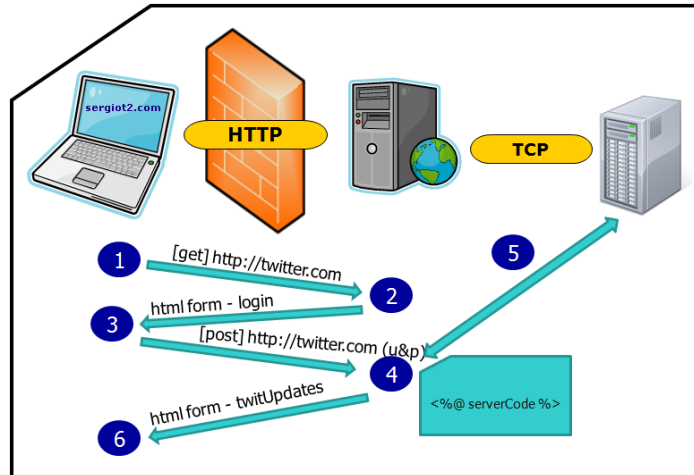 sergiot2.com
HTTP
TCP
5
1
[get] http://twitter.com
2
html form - login
3
[post] http://twitter.com (u&p)
4
<%@ serverCode %>
html form - twitUpdates
6